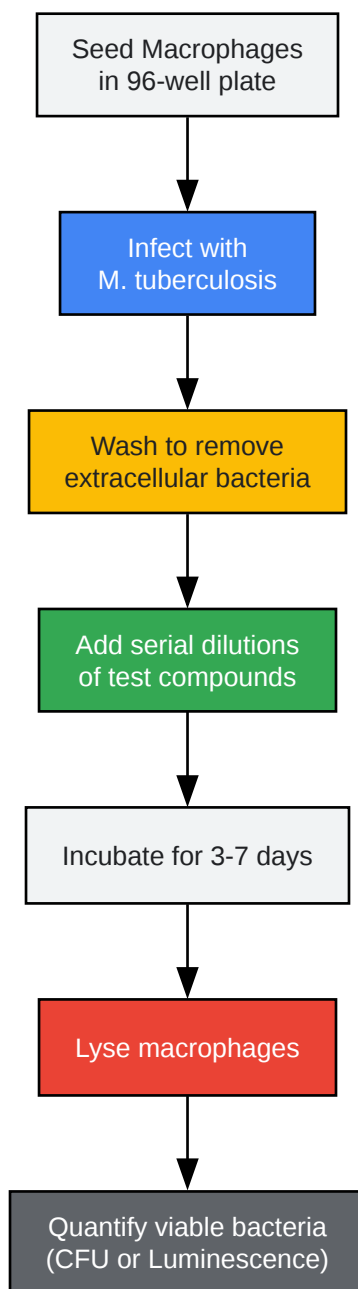 Seed Macrophages
in 96-well plate
Infect with
M. tuberculosis
Wash to remove
extracellular bacteria
Add serial dilutions
of test compounds
Incubate for 3-7 days
Lyse macrophages
Quantify viable bacteria
(CFU or Luminescence)